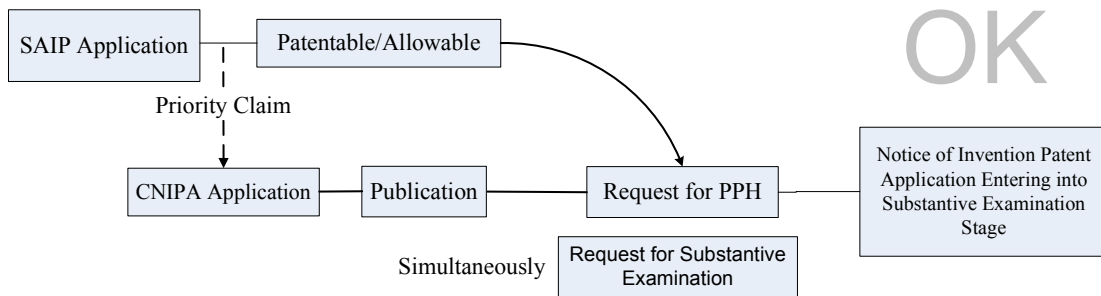 OK
SAIP Application
Patentable/Allowable
Priority Claim
CNIPA Application
Publication
Request for PPH
Notice of Invention Patent
Application Entering into
Substantive Examination
Stage
Simultaneously
Request for Substantive
Examination